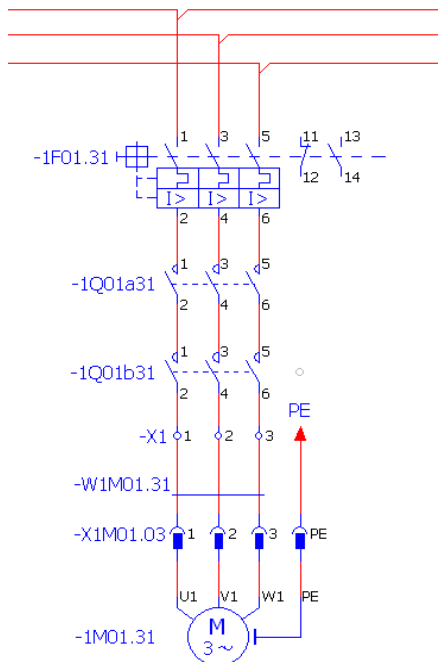 1 3 5 11 13
-1F01.31
12 14
I> I> I>
2 4 6
1 3 5
-1Q01a31
2 4 6
1 3 5
-1Q01b31
2 4 6
PE
-X1 1 2 3
-W1M01.31
-X1M01.03 1 2 3 PE
U1 V1 W1 PE
M
-1M01.31
3~